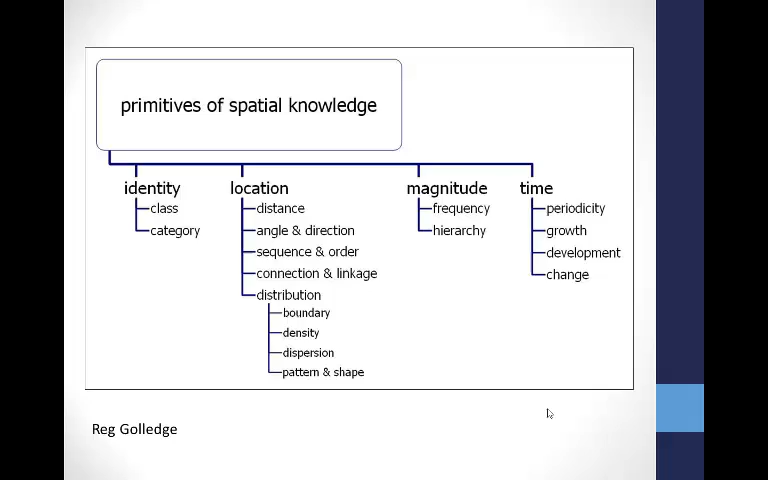 primitives of spatial knowledge
identity
class
category
location
distance
angle & direction
sequence & order
connection & linkage
distribution
boundary
density
dispersion
pattern & shape
magnitude
frequency
hierarchy
time
periodicity
growth
development
change
Reg Golledge